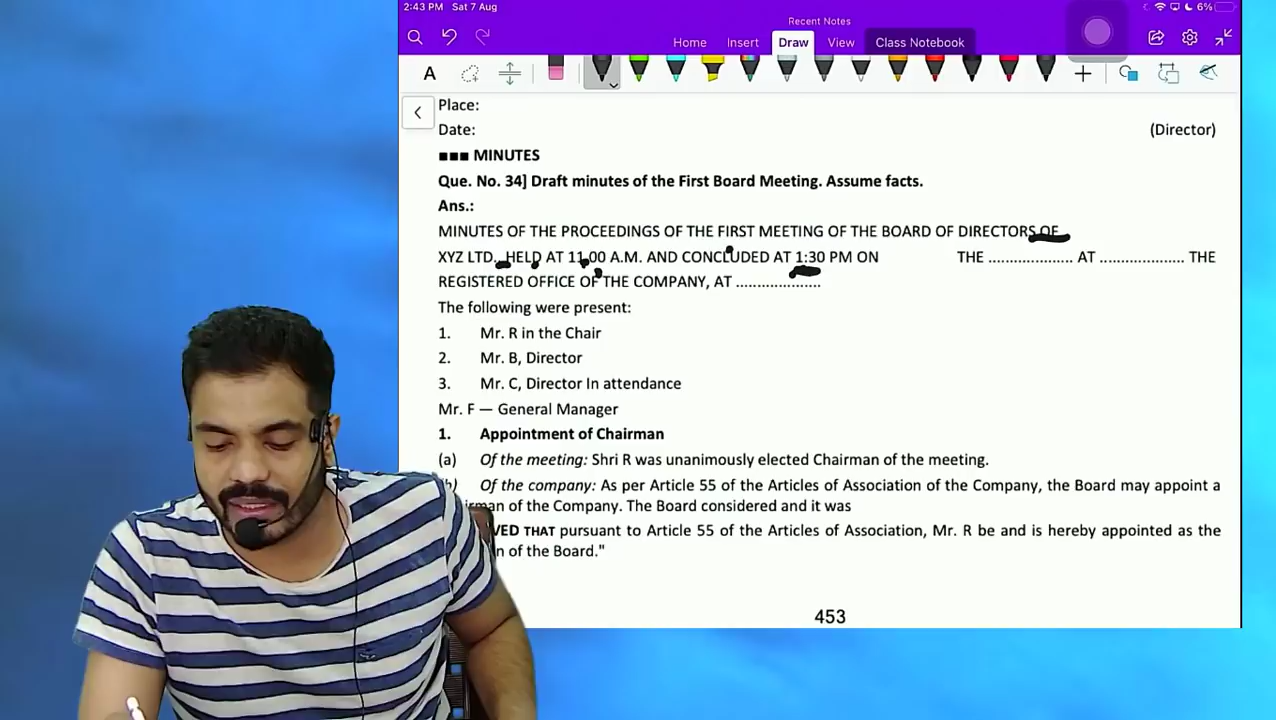 2:43 PM Sat 7 Aug
6%
Recent Notes
Home Insert Draw View Class Notebook
A
Place:
Date: (Director)
■■■ MINUTES
Que. No. 34] Draft minutes of the First Board Meeting. Assume facts.
Ans.:
MINUTES OF THE PROCEEDINGS OF THE FIRST MEETING OF THE BOARD OF DIRECTORS OF
XYZ LTD., HELD AT 11.00 A.M. AND CONCLUDED AT 1:30 PM ON THE .................... AT .................... THE
REGISTERED OFFICE OF THE COMPANY, AT ....................
The following were present:
1. Mr. R in the Chair
2. Mr. B, Director
3. Mr. C, Director In attendance
Mr. F — General Manager
1. Appointment of Chairman
(a) Of the meeting: Shri R was unanimously elected Chairman of the meeting.
) Of the company: As per Article 55 of the Articles of Association of the Company, the Board may appoint a
rman of the Company. The Board considered and it was
VED THAT pursuant to Article 55 of the Articles of Association, Mr. R be and is hereby appointed as the
n of the Board."
453